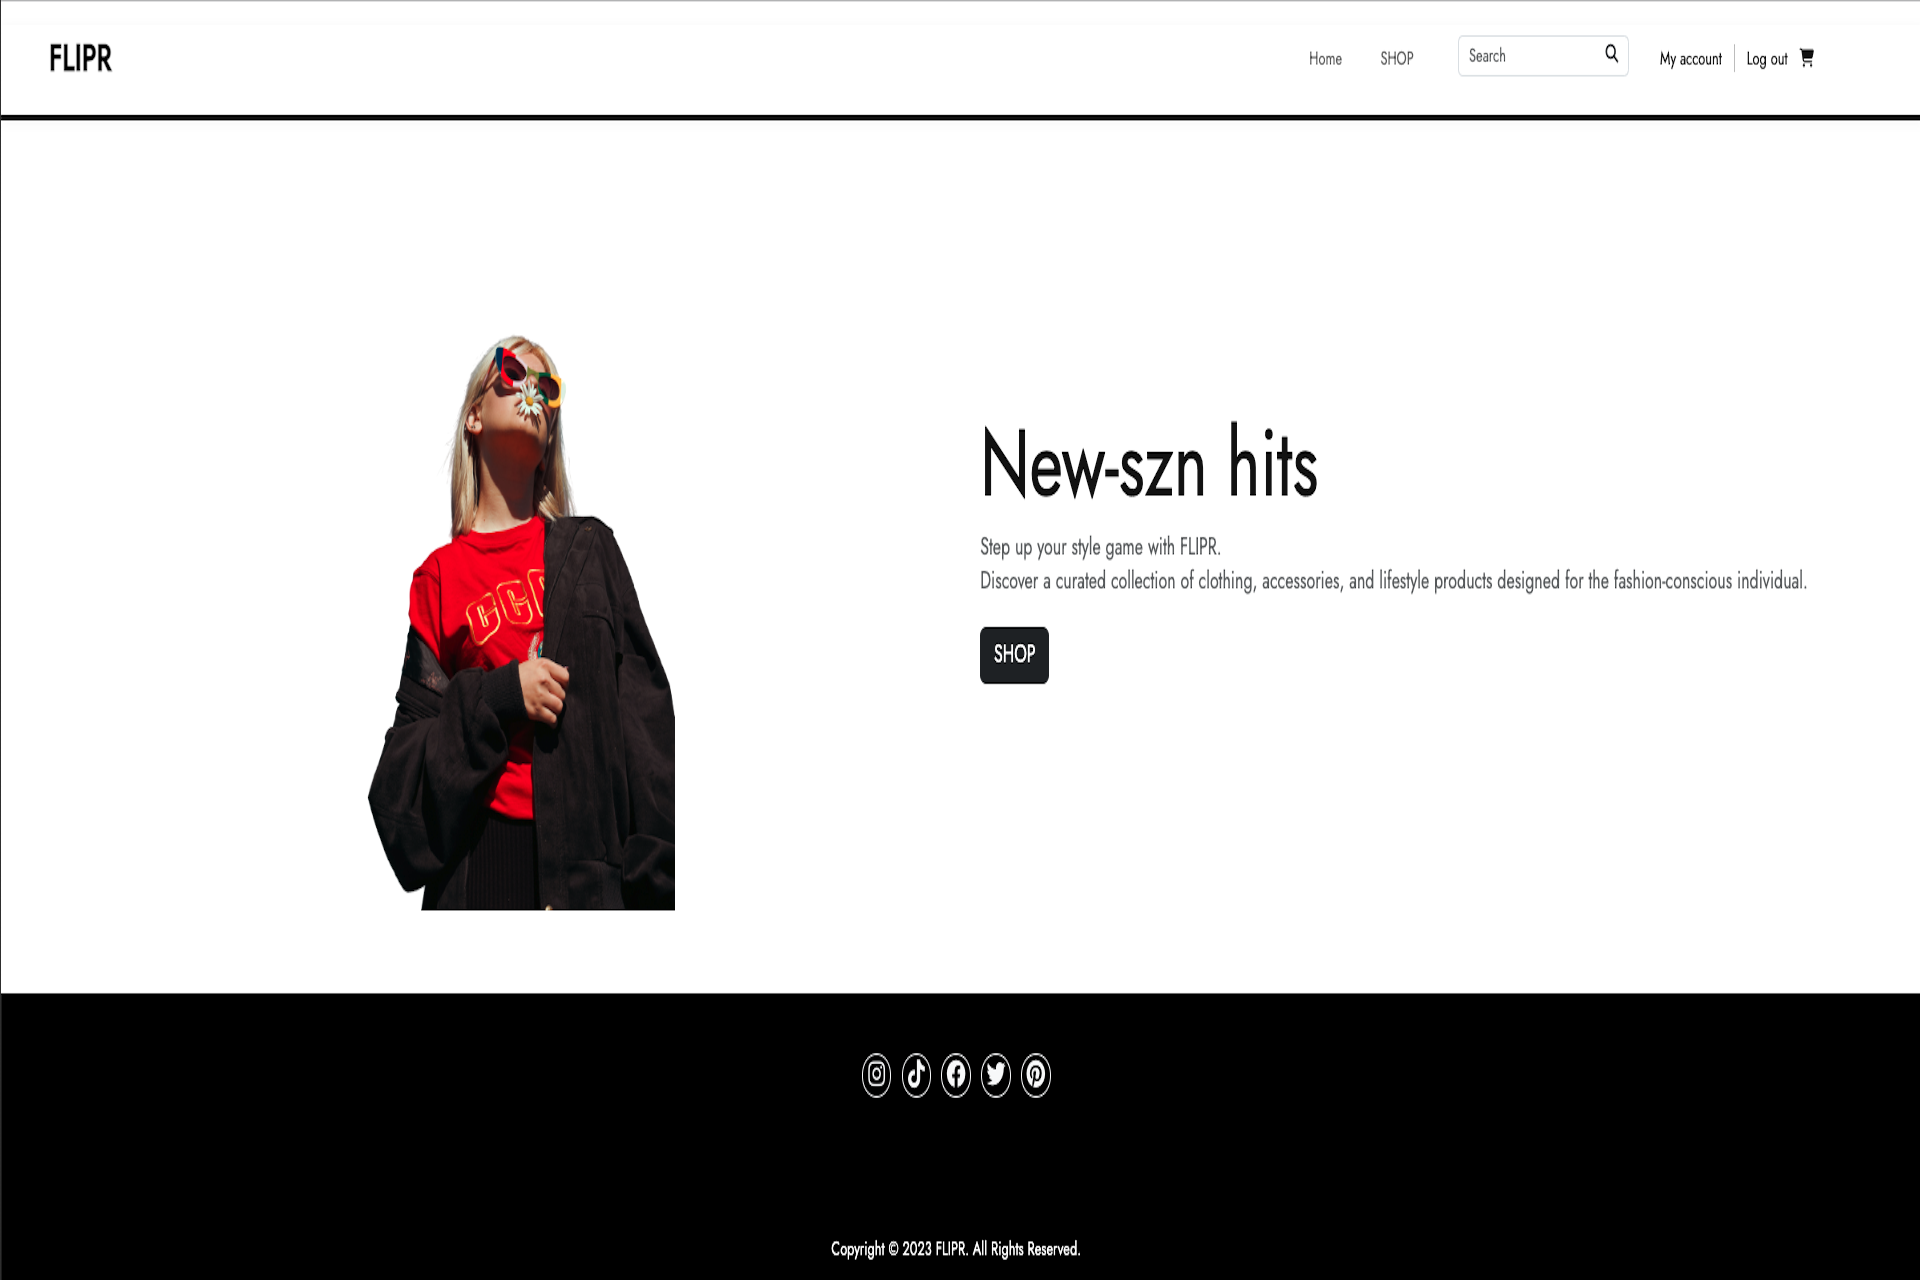 FLIPR
Home SHOP Search My account Log out
New-szn hits
Step up your style game with FLIPR.
Discover a curated collection of clothing, accessories, and lifestyle products designed for the fashion-conscious individual.
SHOP
Copyright © 2023 FLIPR. All Rights Reserved.